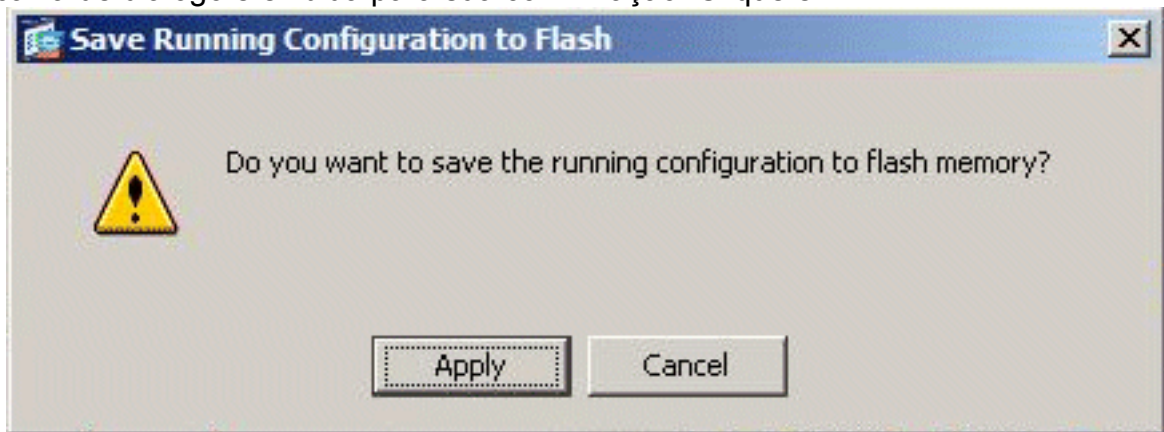 Save Running Configuration to Flash
Do you want to save the running configuration to flash memory?
Apply
Cancel